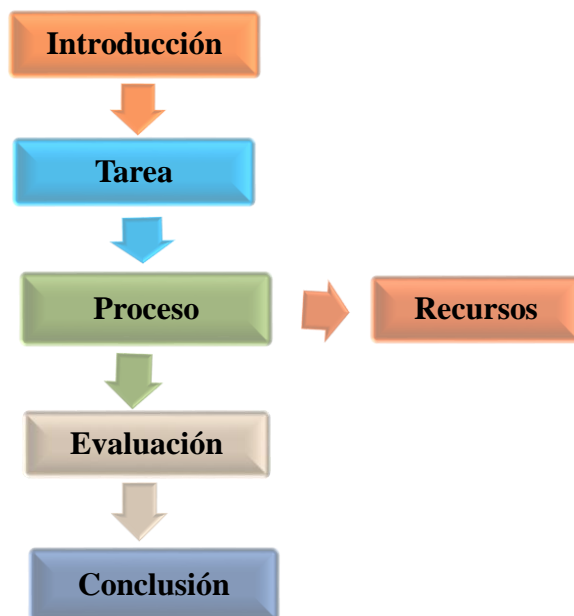 Introducción
Tarea
Proceso
Recursos
Evaluación
Conclusión